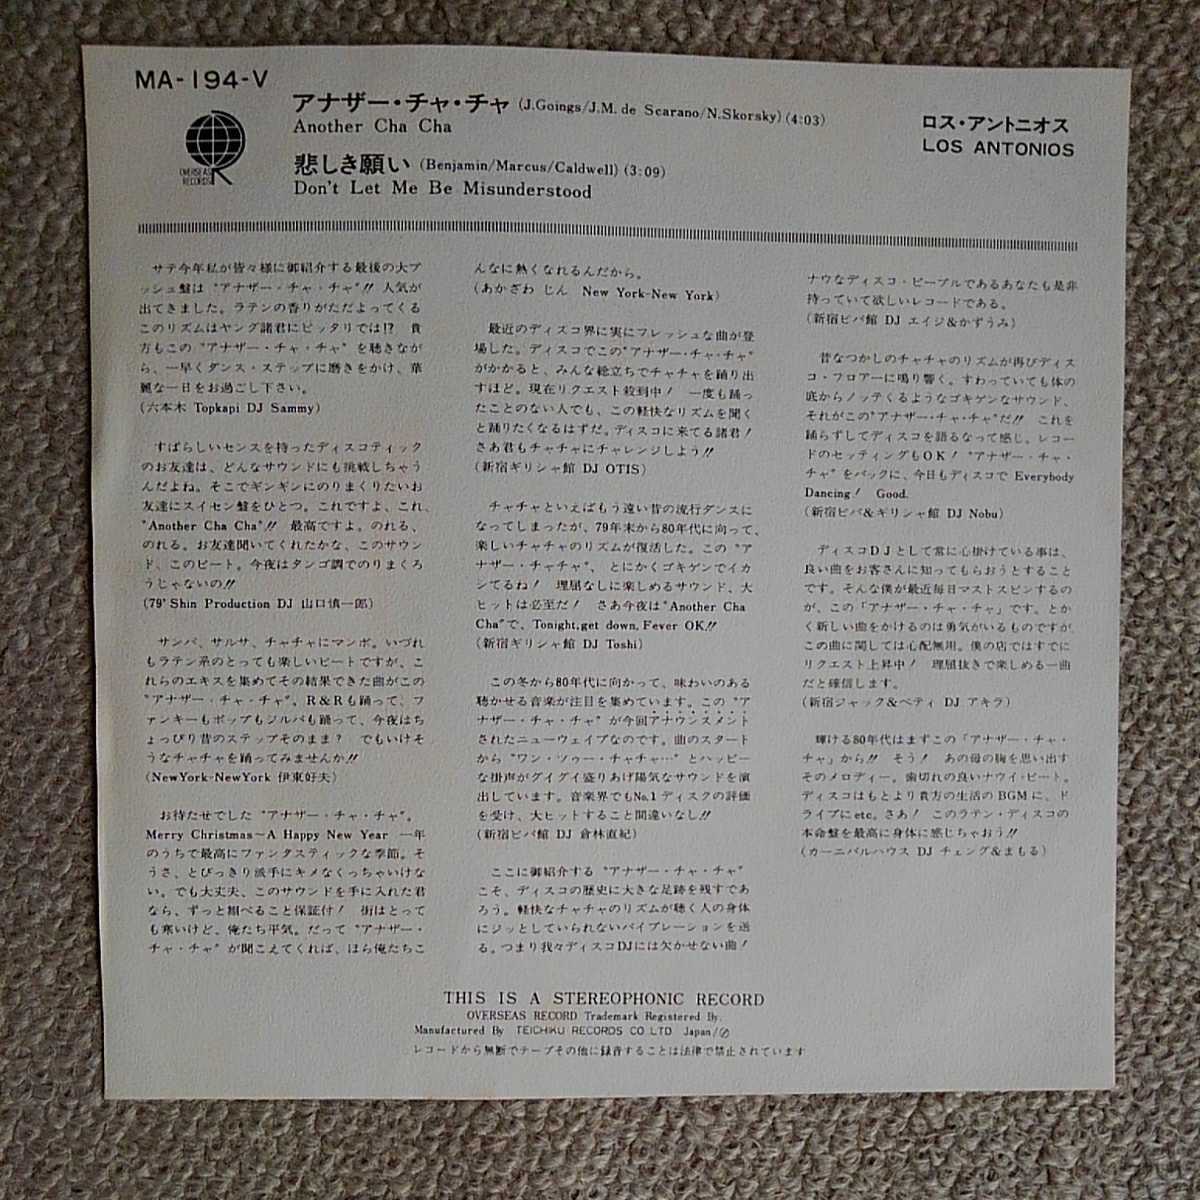 MA-194-V
OVERSEAS
RECORDS
アナザー・チャ・チャ (J.Goings/J.M. de Scarano/N.Skorsky)(4:03)
Another Cha Cha
悲しき願い (Benjamin/Marcus/Caldwell)(3:09)
Don't Let Me Be Misunderstood
ロス・アントニオス
LOS ANTONIOS
サテ今年私が皆々様に御紹介する最後の大プ
ッシュ盤は“アナザー・チャ・チャ”!! 人気が
出てきました。ラテンの香りがただよってくる
このリズムはヤング諸君にピッタリでは!? 貴
方もこの“アナザー・チャ・チャ”を聴きなが
ら、一早くダンス・ステップに磨きをかけ、華
麗な一日をお過ごし下さい。
(六本木 Topkapi DJ Sammy)
すばらしいセンスを持ったディスコティック
のお友達は、どんなサウンドにも挑戦しちゃう
んだよね。そこでギンギンにのりまくりたいお
友達にスイセン盤をひとつ。これですよ、これ、
“Another Cha Cha”!! 最高ですよ。のれる、
のれる。お友達聞いてくれたかな、このサウン
ド、このビート。今夜はタンゴ調でのりまくろ
うじゃないの!!
(79' Shin Production DJ 山口慎一郎)
サンバ、サルサ、チャチャにマンボ。いづれ
もラテン系のとっても楽しいビートですが、こ
れらのエキスを集めてその結果できた曲がこの
“アナザー・チャ・チャ”。R&Rも踊って、フ
ァンキーもポップもジルバも踊って、今夜はち
ょっぴり昔のステップそのまま? でもいけそ
うなチャチャを踊ってみませんか!!
(NewYork-NewYork 伊東好夫)
お待たせでした“アナザー・チャ・チャ”。
Merry Christmas〜A Happy New Year 一年
のうちで最高にファンタスティックな季節。そ
うさ、とびっきり派手にキメなくっちゃいけな
い。でも大丈夫、このサウンドを手に入れた君
なら、ずっと翔べること保証付! 街はとって
も寒いけど、俺たち平気。だって“アナザー・
チャ・チャ”が聞こえてくれば、ほら俺たちこ
んなに熱くなれるんだから。
(あかざわ じん New York-New York)
最近のディスコ界に実にフレッシュな曲が登
場した。ディスコでこの“アナザー・チャ・チャ”
がかかると、みんな総立ちでチャチャを踊り出
すほど。現在リクエスト殺到中! 一度も踊っ
たことのない人でも、この軽快なリズムを聞く
と踊りたくなるはずだ。ディスコに来てる諸君!
さあ君もチャチャにチャレンジしよう!!
(新宿ギリシャ館 DJ OTIS)
チャチャといえばもう遠い昔の流行ダンスに
なってしまったが、79年末から80年代に向って、
楽しいチャチャのリズムが復活した。この“ア
ナザー・チャチャ”、とにかくゴキゲンでイカ
シてるね! 理屈なしに楽しめるサウンド、大
ヒットは必至だ! さあ今夜は“Another Cha
Cha”で、Tonight,get down, Fever OK!!
(新宿ギリシャ館 DJ Toshi)
この冬から80年代に向かって、味わいのある
聴かせる音楽が注目を集めています。この“ア
ナザー・チャ・チャ”が今回アナウンスメント
されたニューウェイブなのです。曲のスタート
から“ワン・ツゥー・チャチャ…”とハッピー
な掛声がグイグイ盛りあげ陽気なサウンドを演
出しています。音楽界でもNo.1ディスクの評価
を受け、大ヒットすること間違いなし!!
(新宿ビバ館 DJ 倉林直紀)
ここに御紹介する“アナザー・チャ・チャ”
こそ、ディスコの歴史に大きな足跡を残すであ
ろう。軽快なチャチャのリズムが聴く人の身体
にジッとしていられないバイブレーションを送
る。つまり我々ディスコDJには欠かせない曲!
ナウなディスコ・ピープルであるあなたも是非
持っていて欲しいレコードである。
(新宿ビバ館 DJ エイジ&かずうみ)
昔なつかしのチャチャのリズムが再びディス
コ・フロアーに鳴り響く。すわっていても体の
底からノッテくるようなゴキゲンなサウンド、
それがこの“アナザー・チャ・チャ”だ!! これを
踊らずしてディスコを語るなって感じ。レコー
ドのセッティングもOK! “アナザー・チャ・
チャ”をバックに、今日もディスコで Everybody
Dancing! Good.
(新宿ビバ&ギリシャ館 DJ Nobu)
ディスコDJとして常に心掛けている事は、
良い曲をお客さんに知ってもらおうとすること
です。そんな僕が最近毎日マストスピンするの
が、この「アナザー・チャ・チャ」です。とか
く新しい曲をかけるのは勇気がいるものですが、
この曲に関しては心配無用。僕の店ではすでに
リクエスト上昇中! 理屈抜きで楽しめる一曲
だと確信します。
(新宿ジャック&ベティ DJ アキラ)
輝ける80年代はまずこの「アナザー・チャ・
チャ」から!! そう! あの母の胸を思い出す
そのメロディー。歯切れの良いナウイ・ビート。
ディスコはもとより貴方の生活のBGMに、ド
ライブにetc. さあ! このラテン・ディスコの
本命盤を最高に身体に感じちゃおう!!
(カーニバルハウス DJ チェング&まもる)
THIS IS A STEREOPHONIC RECORD
OVERSEAS RECORD Trademark Registered By.
Manufactured By TEICHIKU RECORDS CO LTD Japan/℗
レコードから無断でテープその他に録音することは法律で禁止されています